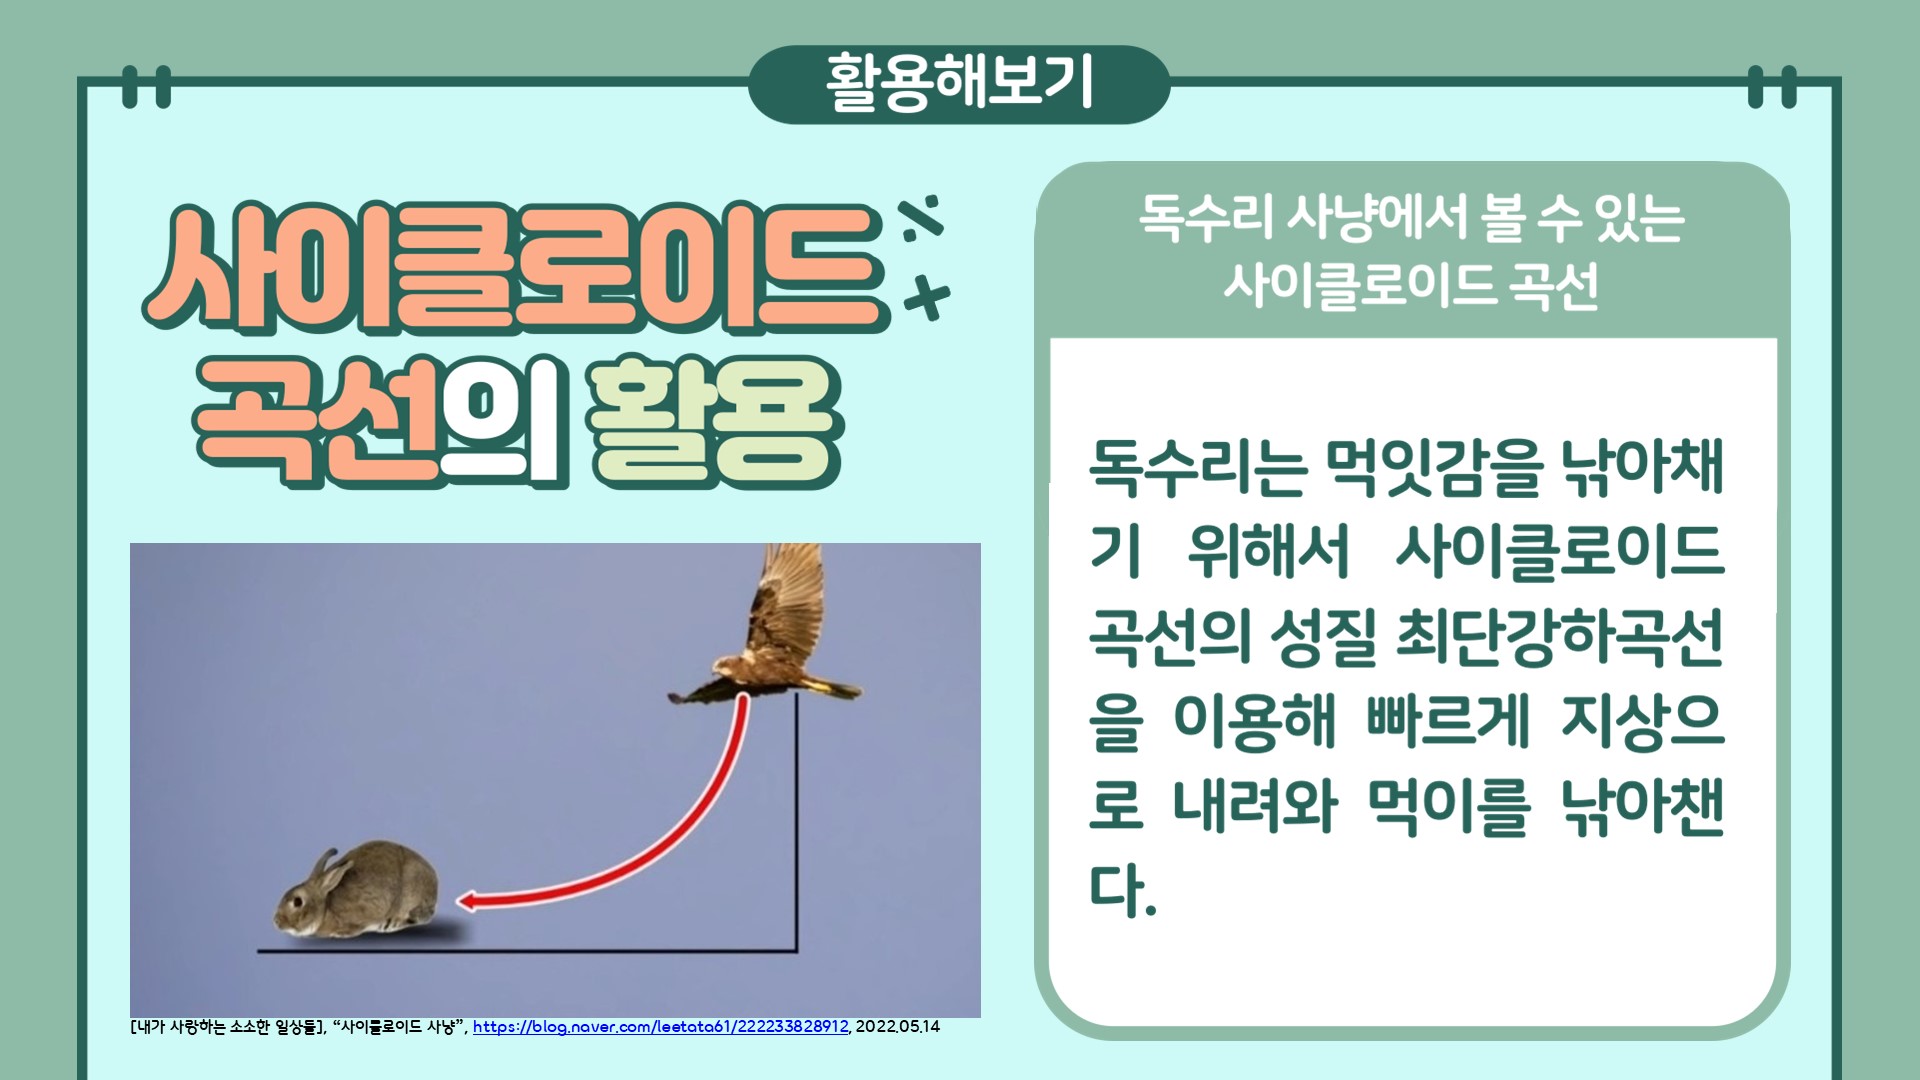 활용해보기
사이클로이드
곡선의 활용
독수리 사냥에서 볼 수 있는
사이클로이드 곡선
독수리는 먹잇감을 낚아채
기 위해서 사이클로이드
곡선의 성질 최단강하곡선
을 이용해 빠르게 지상으
로 내려와 먹이를 낚아챈
다.
[내가 사랑하는 소소한 일상들], “사이클로이드 사냥”, https://blog.naver.com/leetata61/222233828912, 2022.05.14